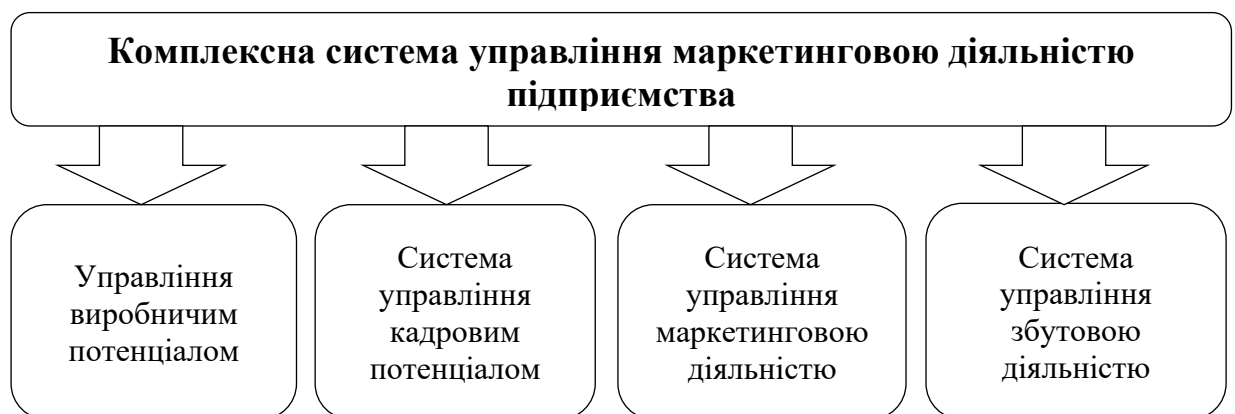 Комплексна система управління маркетинговою діяльністю
підприємства
Управління
виробничим
потенціалом
Система
управління
кадровим
потенціалом
Система
управління
маркетинговою
діяльністю
Система
управління
збутовою
діяльністю